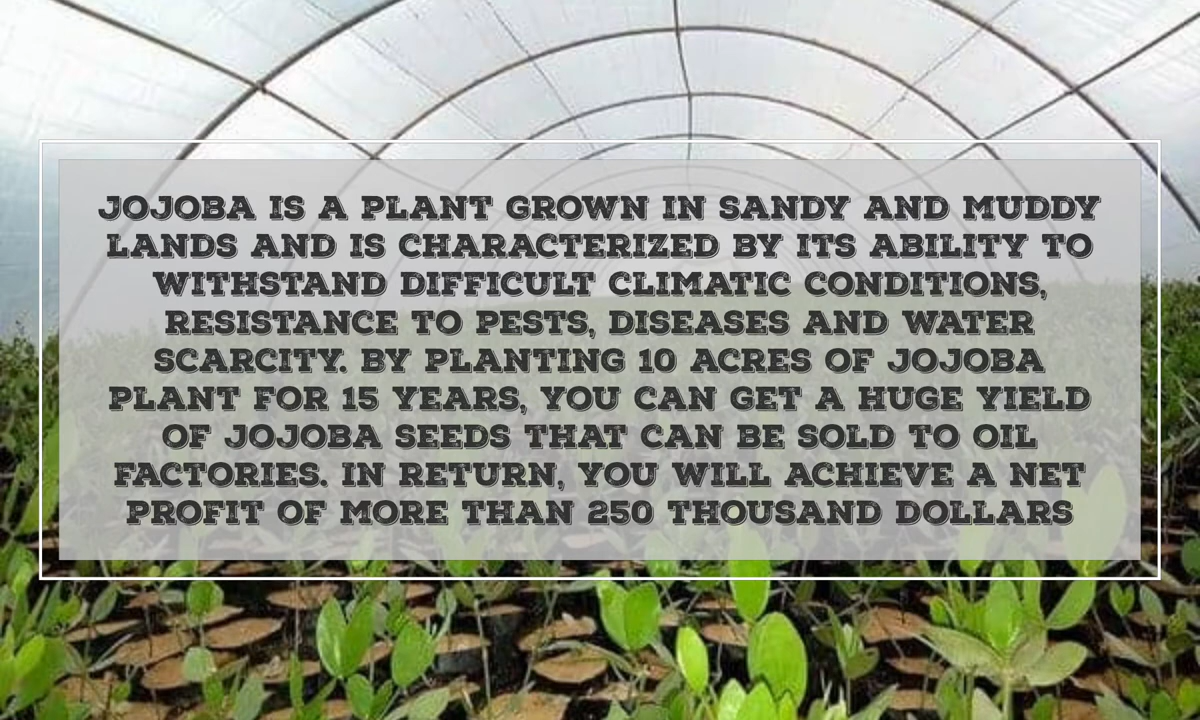 JOJOBA IS A PLANT GROWN IN SANDY AND MUDDY
LANDS AND IS CHARACTERIZED BY ITS ABILITY TO
WITHSTAND DIFFICULT CLIMATIC CONDITIONS,
RESISTANCE TO PESTS, DISEASES AND WATER
SCARCITY. BY PLANTING 10 ACRES OF JOJOBA
PLANT FOR 15 YEARS, YOU CAN GET A HUGE YIELD
OF JOJOBA SEEDS THAT CAN BE SOLD TO OIL
FACTORIES. IN RETURN, YOU WILL ACHIEVE A NET
PROFIT OF MORE THAN 250 THOUSAND DOLLARS